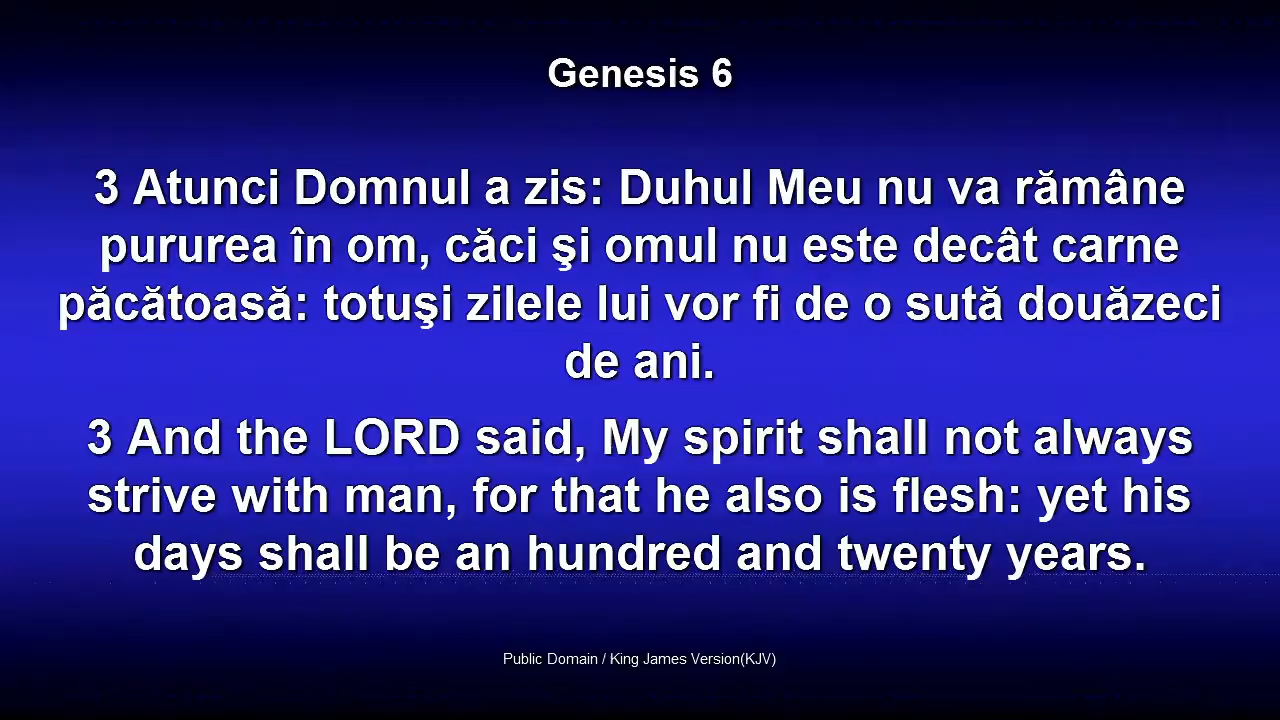 Genesis 6
3 Atunci Domnul a zis: Duhul Meu nu va rămâne
pururea în om, căci şi omul nu este decât carne
păcătoasă: totuşi zilele lui vor fi de o sută douăzeci
de ani.
3 And the LORD said, My spirit shall not always
strive with man, for that he also is flesh: yet his
days shall be an hundred and twenty years.
Public Domain / King James Version(KJV)